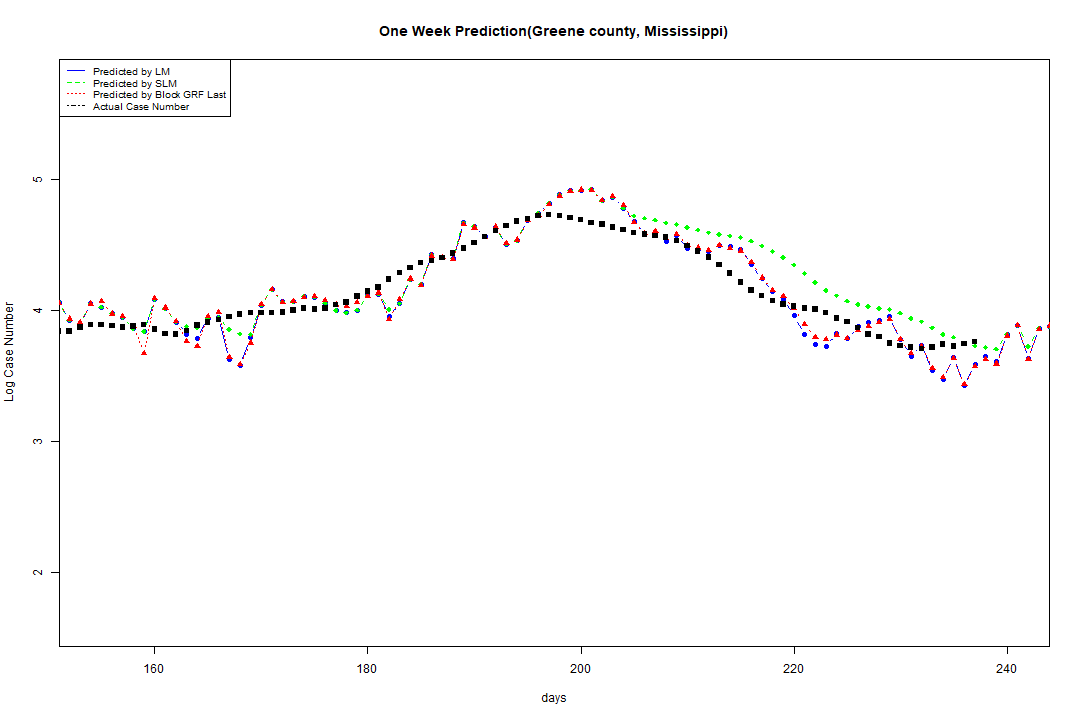 One Week Prediction(Greene county, Mississippi)
Predicted by LM
Predicted by SLM
Predicted by Block GRF Last
Actual Case Number
5
4
3
2
Log Case Number
160 180 200 220 240
days